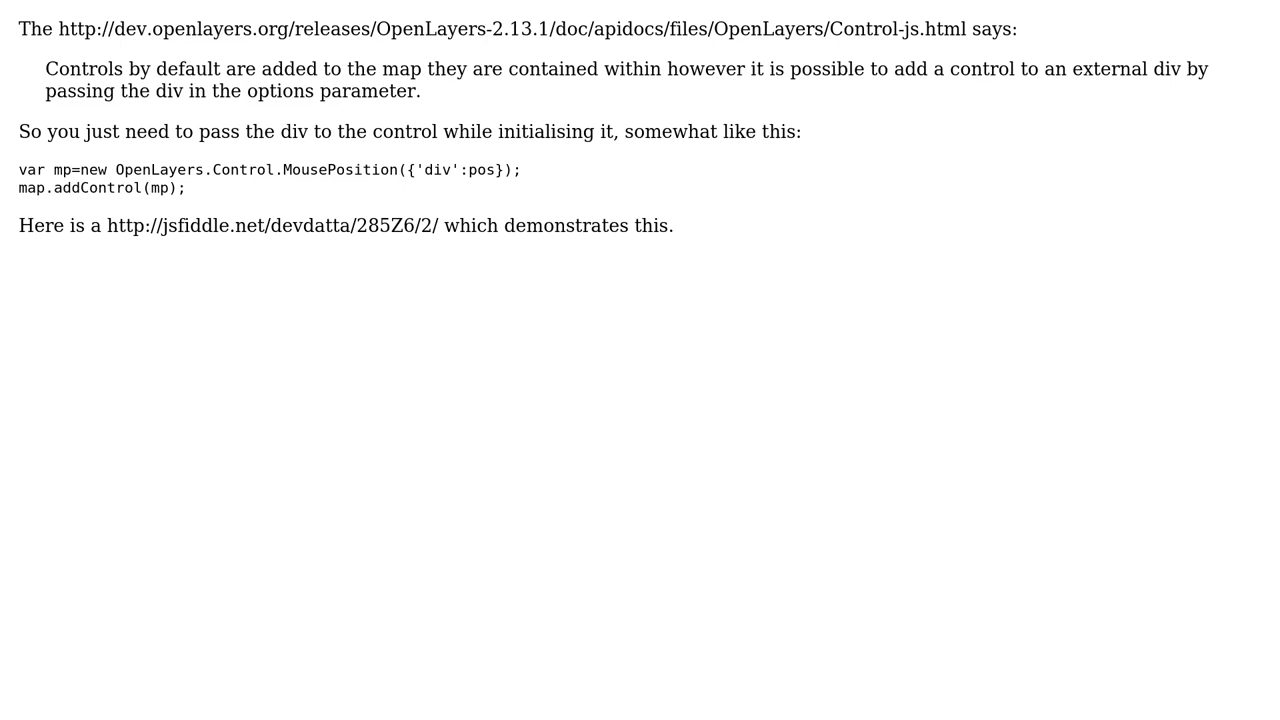 The http://dev.openlayers.org/releases/OpenLayers-2.13.1/doc/apidocs/files/OpenLayers/Control-js.html says:
Controls by default are added to the map they are contained within however it is possible to add a control to an external div by
passing the div in the options parameter.
So you just need to pass the div to the control while initialising it, somewhat like this:
var mp=new OpenLayers.Control.MousePosition({'div':pos});
map.addControl(mp);
Here is a http://jsfiddle.net/devdatta/285Z6/2/ which demonstrates this.